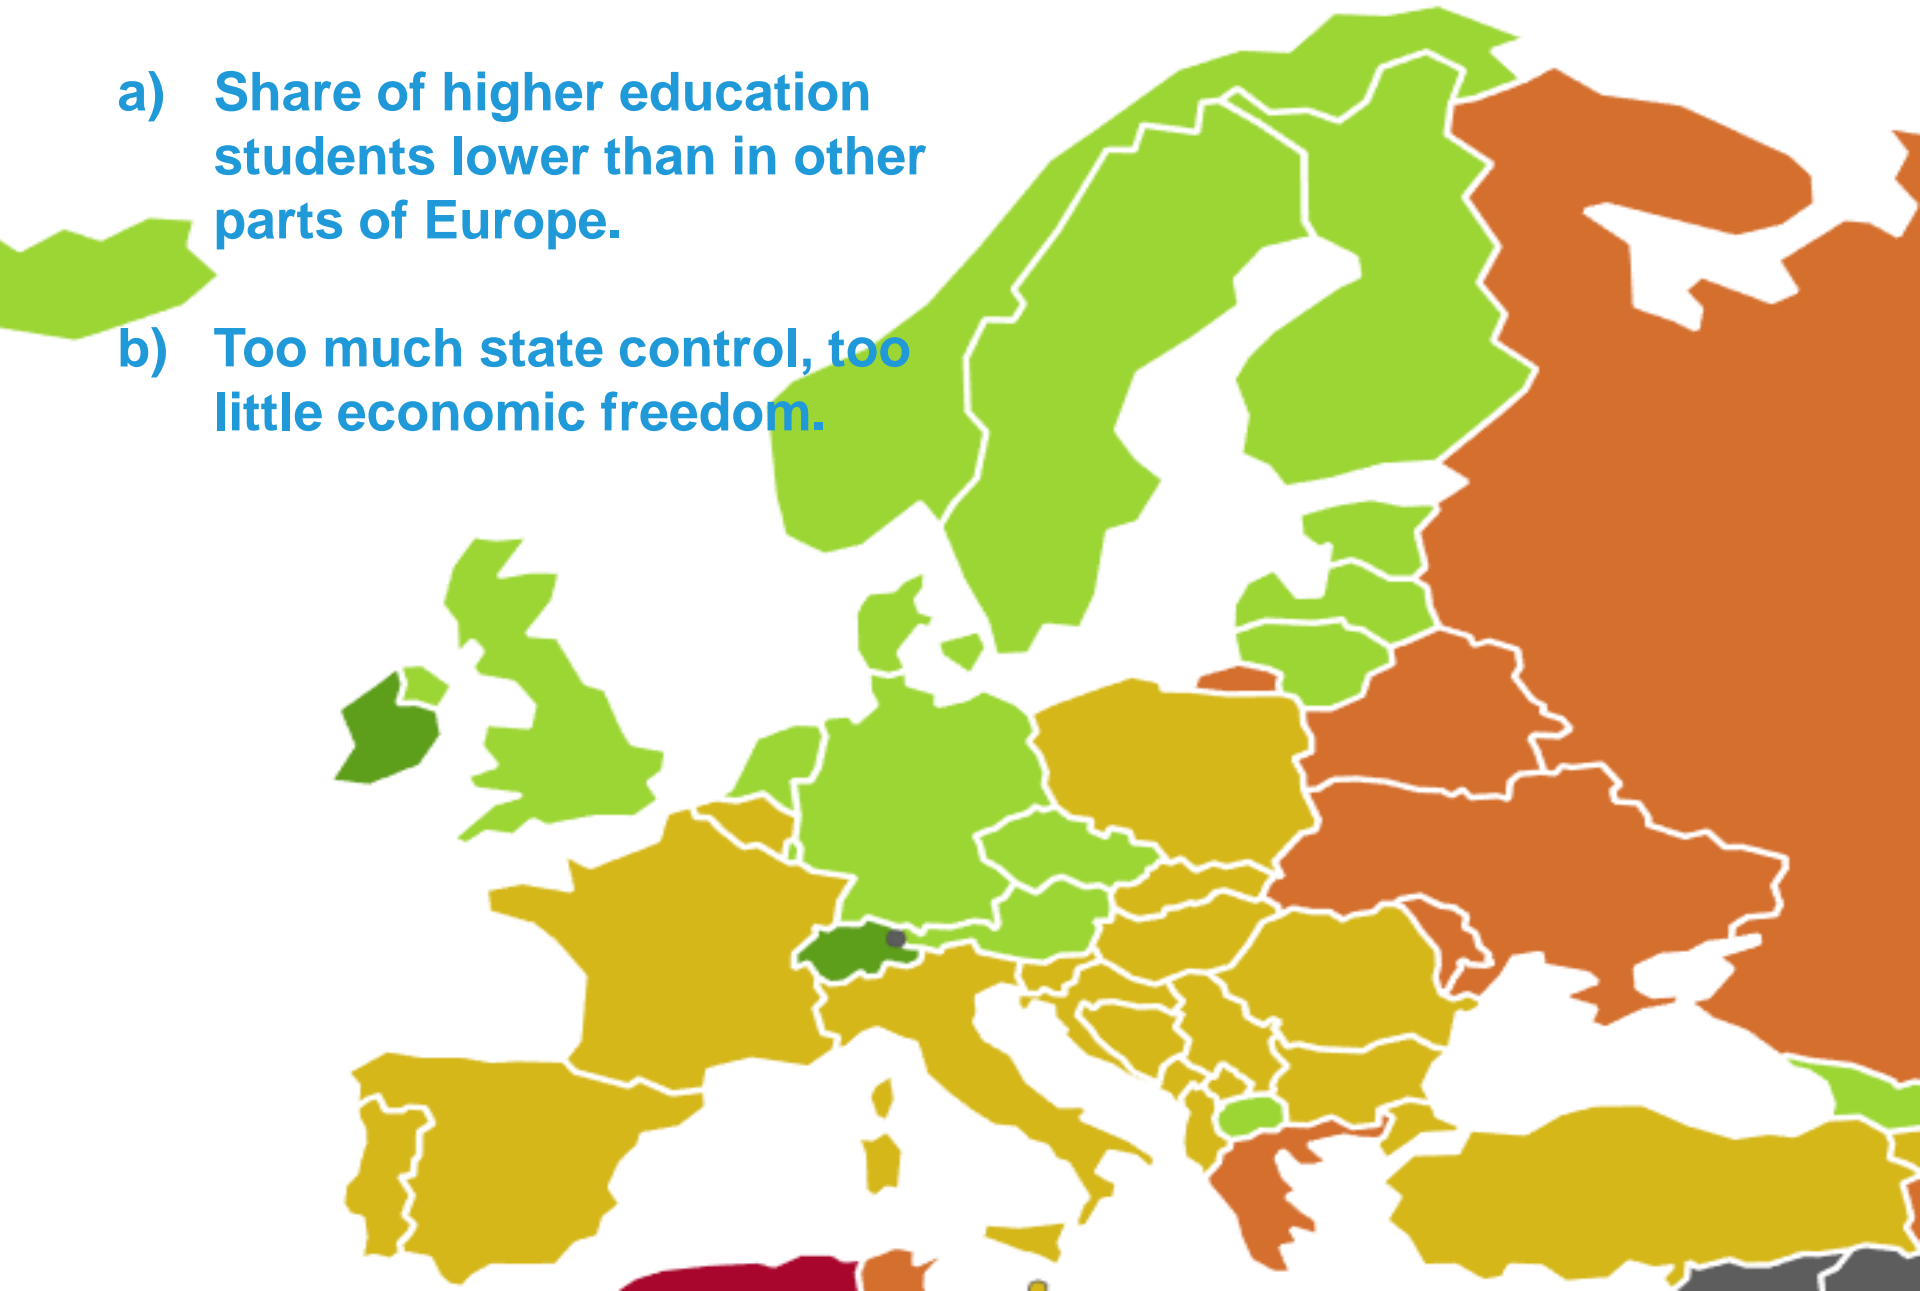 a) Share of higher education
students lower than in other
parts of Europe.
b) Too much state control, too
little economic freedom.